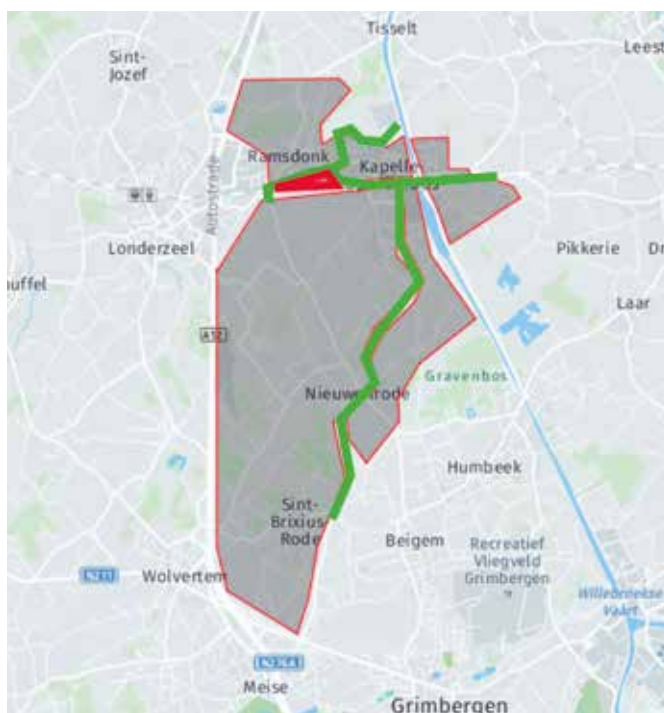 Tisselt
Sint-
Jozef
Leest
Ramsdonk
Kapelle
Autostrade
Londerzeel
Pikkerie
Dr
uffel
Laar
A12
Gravenbos
Nieuwenrode
Humbeek
Sint-
Brixius-
Rode
Beigem
Recreatief
Vliegveld
Grimbergen
Wolvertem
N211
Willebroekse
Vaart
Meise
Grimbergen